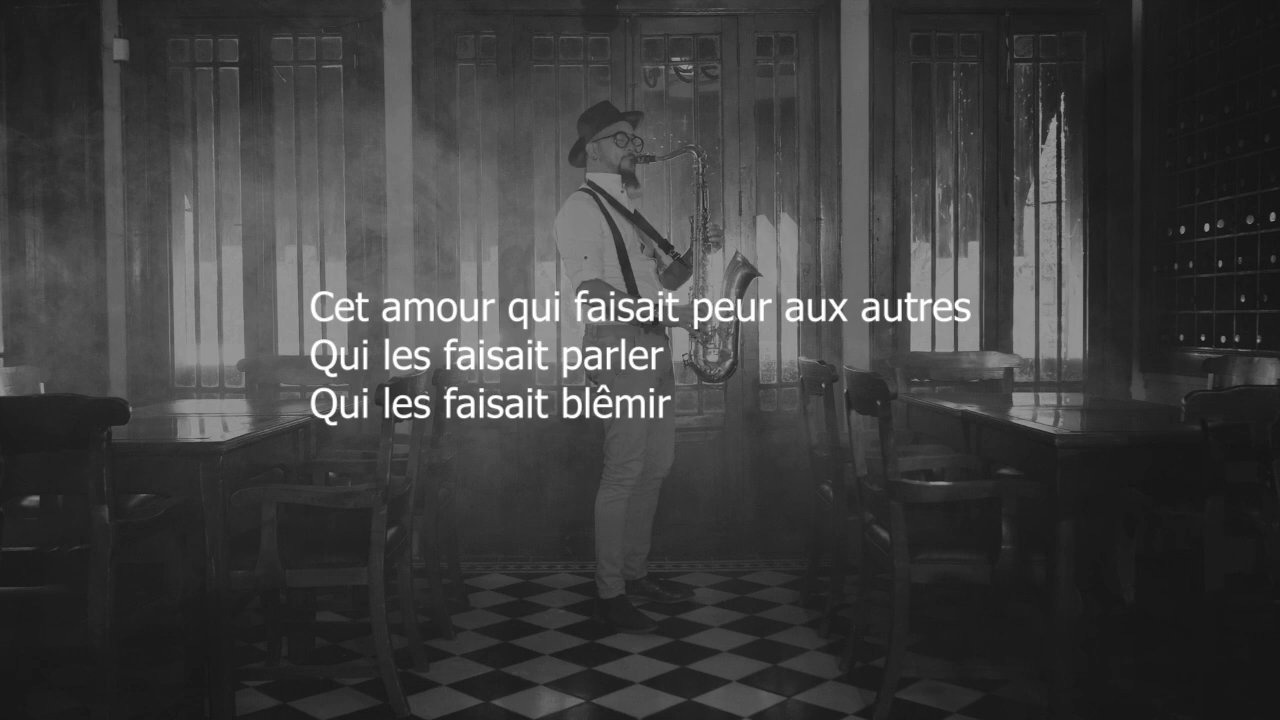 Cet amour qui faisait peur aux autres
Qui les faisait parler
Qui les faisait blêmir